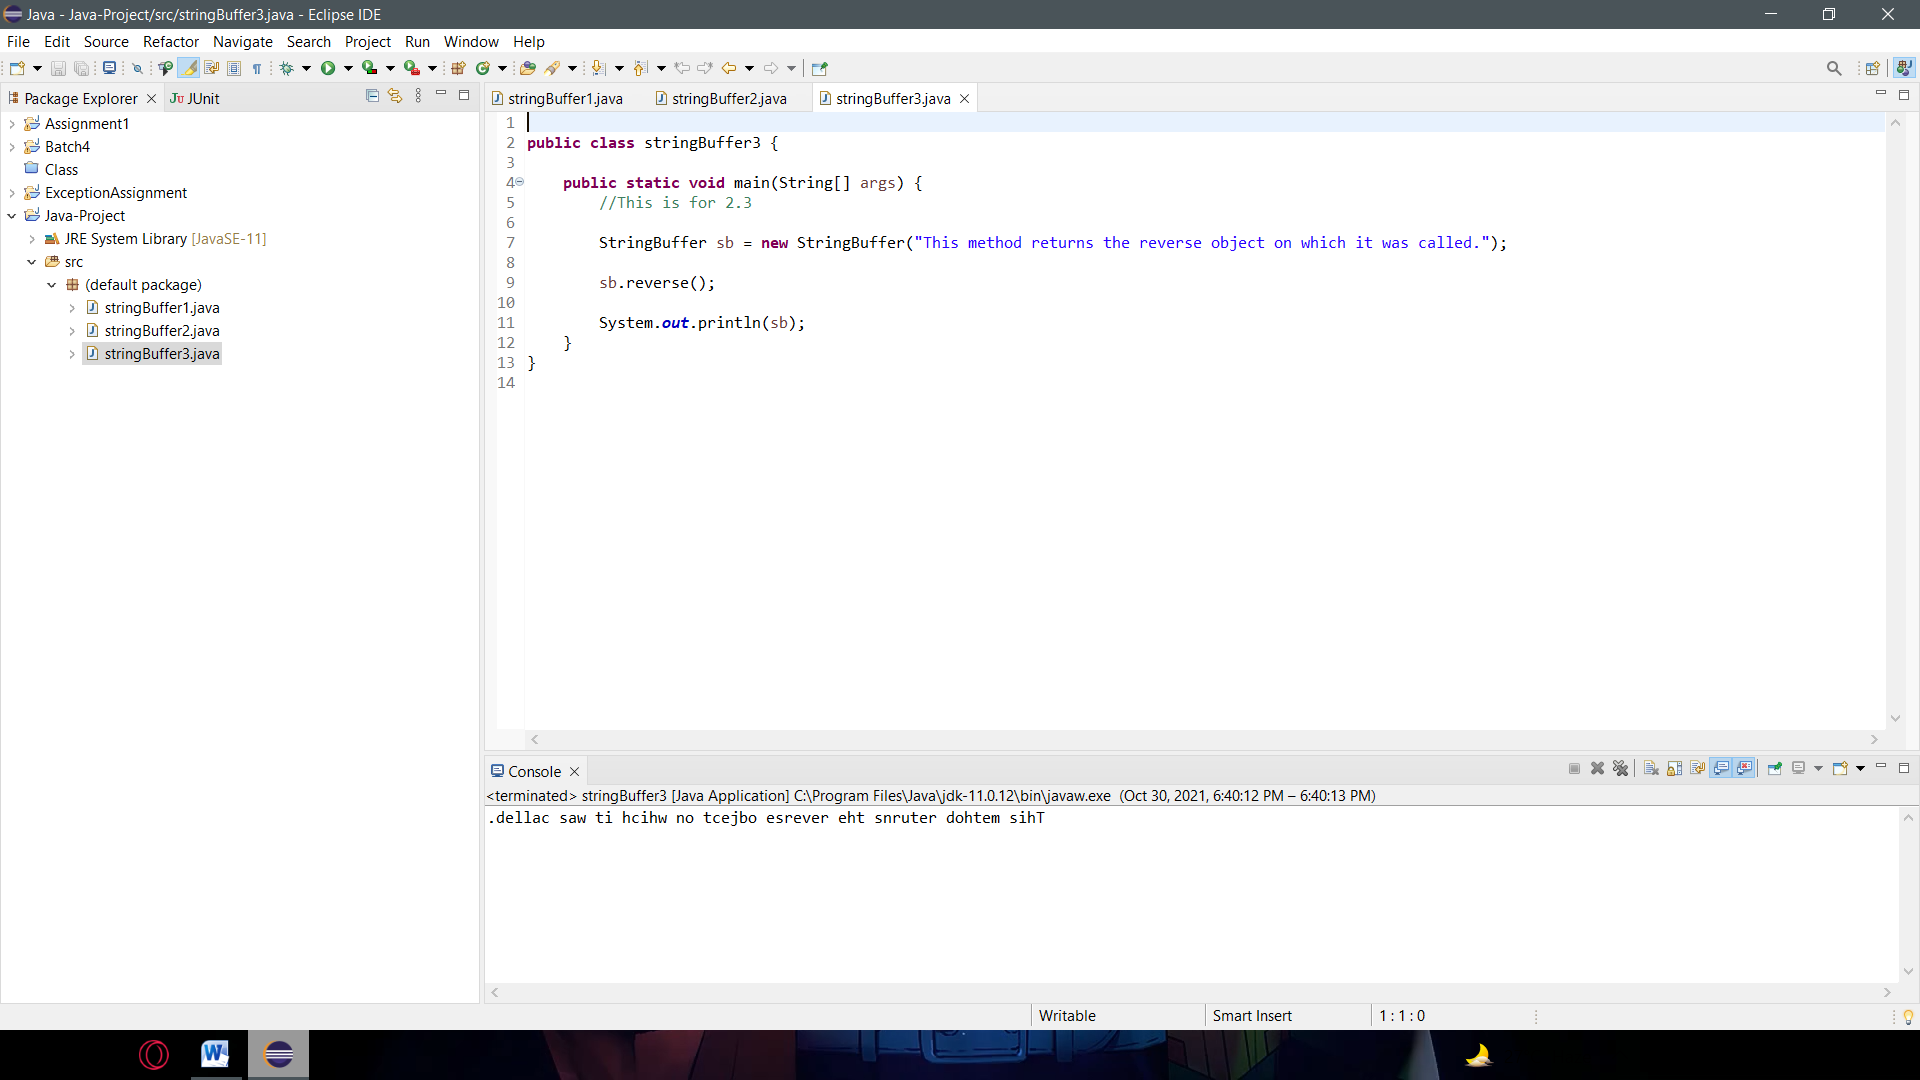 Java - Java-Project/src/stringBuffer3.java - Eclipse IDE
File Edit Source Refactor Navigate Search Project Run Window Help
Package Explorer JUnit
Assignment1
Batch4
Class
ExceptionAssignment
Java-Project
JRE System Library [JavaSE-11]
src
(default package)
stringBuffer1.java
stringBuffer2.java
stringBuffer3.java
stringBuffer1.java stringBuffer2.java stringBuffer3.java
1
2 public class stringBuffer3 {
3
4 public static void main(String[] args) {
5 //This is for 2.3
6
7 StringBuffer sb = new StringBuffer("This method returns the reverse object on which it was called.");
8
9 sb.reverse();
10
11 System.out.println(sb);
12 }
13 }
14
Console
<terminated> stringBuffer3 [Java Application] C:\Program Files\Java\jdk-11.0.12\bin\javaw.exe (Oct 30, 2021, 6:40:12 PM – 6:40:13 PM)
.dellac saw ti hcihw no tcejbo esrever eht snruter dohtem sihT
Writable Smart Insert 1 : 1 : 0